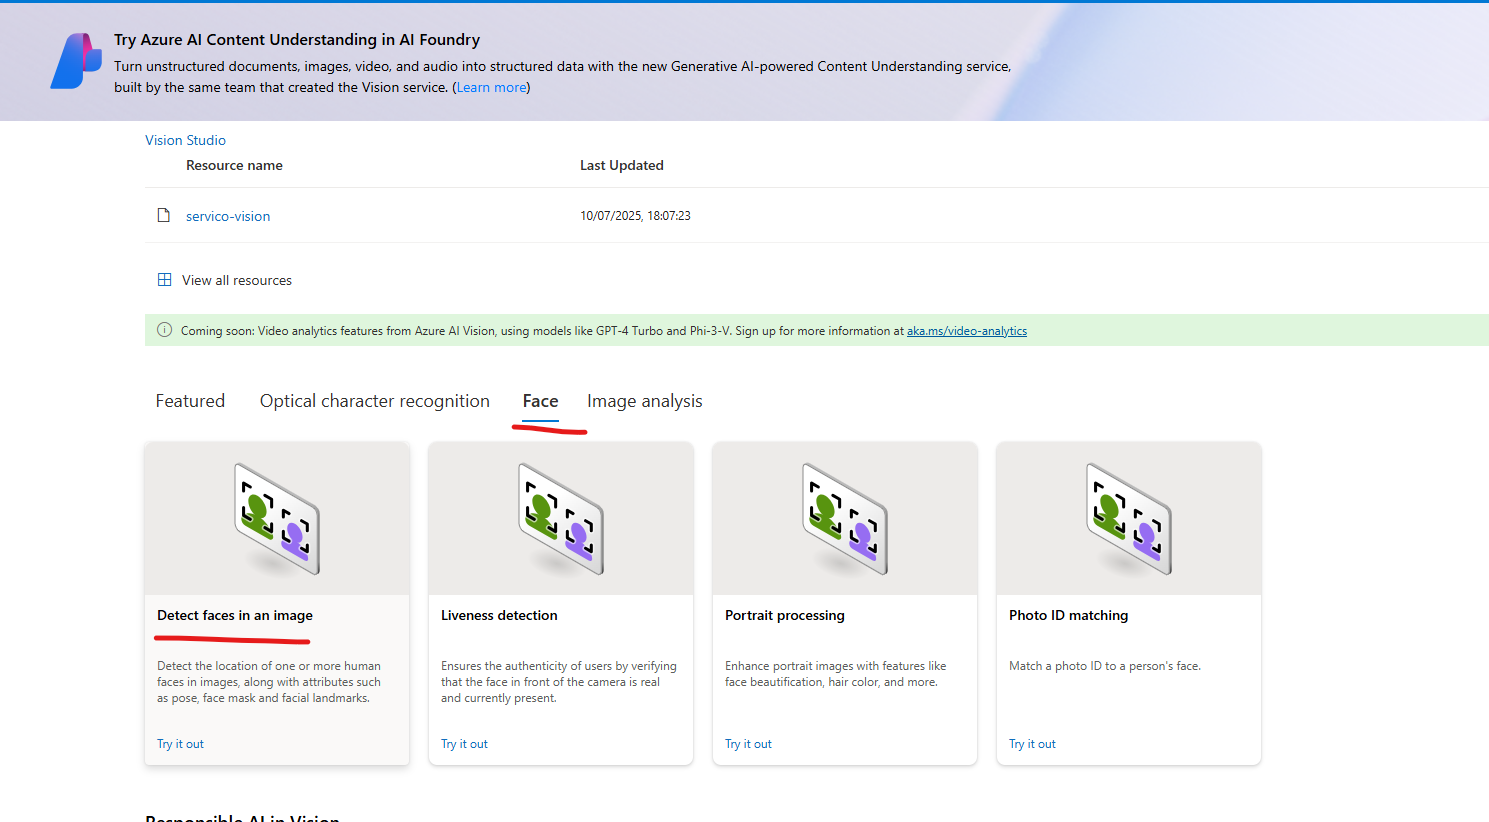 Try Azure AI Content Understanding in AI Foundry
Turn unstructured documents, images, video, and audio into structured data with the new Generative AI-powered Content Understanding service,
built by the same team that created the Vision service. (Learn more)
Vision Studio
Resource name Last Updated
servico-vision 10/07/2025, 18:07:23
View all resources
Coming soon: Video analytics features from Azure AI Vision, using models like GPT-4 Turbo and Phi-3-V. Sign up for more information at aka.ms/video-analytics
Featured Optical character recognition Face Image analysis
Detect faces in an image
Detect the location of one or more human
faces in images, along with attributes such
as pose, face mask and facial landmarks.
Try it out
Liveness detection
Ensures the authenticity of users by verifying
that the face in front of the camera is real
and currently present.
Try it out
Portrait processing
Enhance portrait images with features like
face beautification, hair color, and more.
Try it out
Photo ID matching
Match a photo ID to a person's face.
Try it out
Responsible AI in Vision